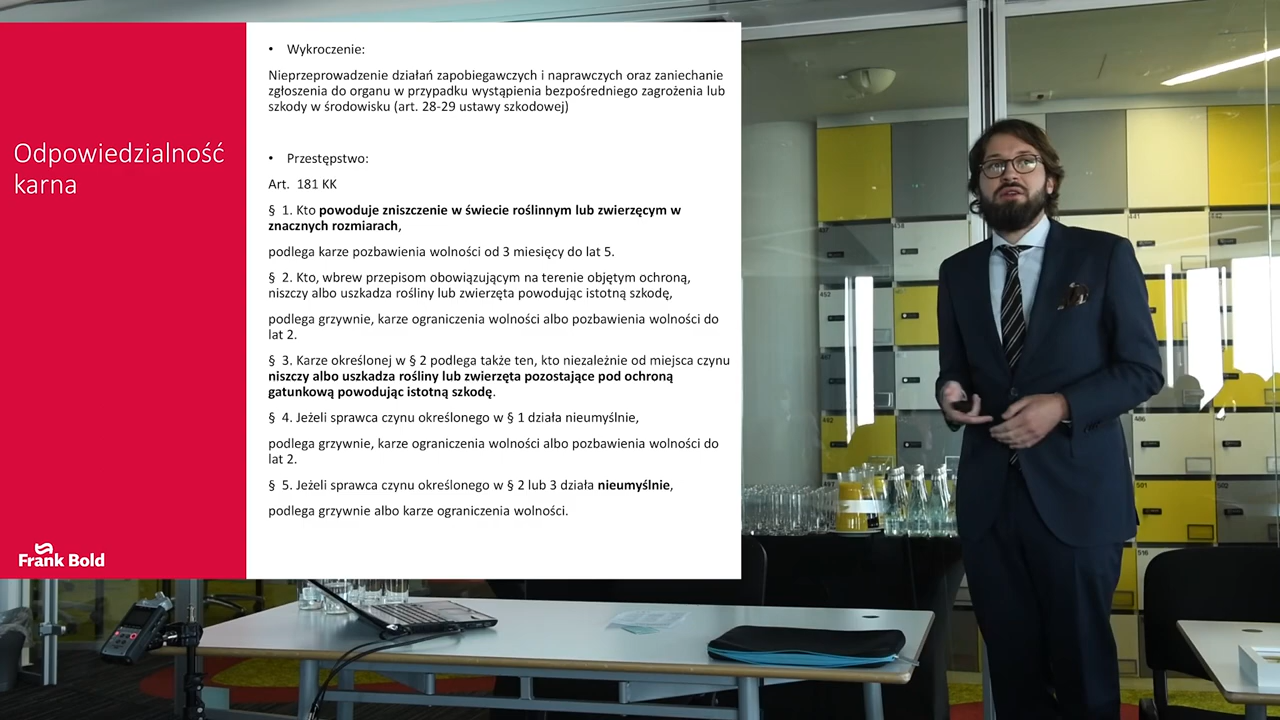 Odpowiedzialność
karna
Frank Bold
• Wykroczenie:
Nieprzeprowadzenie działań zapobiegawczych i naprawczych oraz zaniechanie
zgłoszenia do organu w przypadku wystąpienia bezpośredniego zagrożenia lub
szkody w środowisku (art. 28-29 ustawy szkodowej)
• Przestępstwo:
Art. 181 KK
§ 1. Kto powoduje zniszczenie w świecie roślinnym lub zwierzęcym w
znacznych rozmiarach,
podlega karze pozbawienia wolności od 3 miesięcy do lat 5.
§ 2. Kto, wbrew przepisom obowiązującym na terenie objętym ochroną,
niszczy albo uszkadza rośliny lub zwierzęta powodując istotną szkodę,
podlega grzywnie, karze ograniczenia wolności albo pozbawienia wolności do
lat 2.
§ 3. Karze określonej w § 2 podlega także ten, kto niezależnie od miejsca czynu
niszczy albo uszkadza rośliny lub zwierzęta pozostające pod ochroną
gatunkową powodując istotną szkodę.
§ 4. Jeżeli sprawca czynu określonego w § 1 działa nieumyślnie,
podlega grzywnie, karze ograniczenia wolności albo pozbawienia wolności do
lat 2.
§ 5. Jeżeli sprawca czynu określonego w § 2 lub 3 działa nieumyślnie,
podlega grzywnie albo karze ograniczenia wolności.